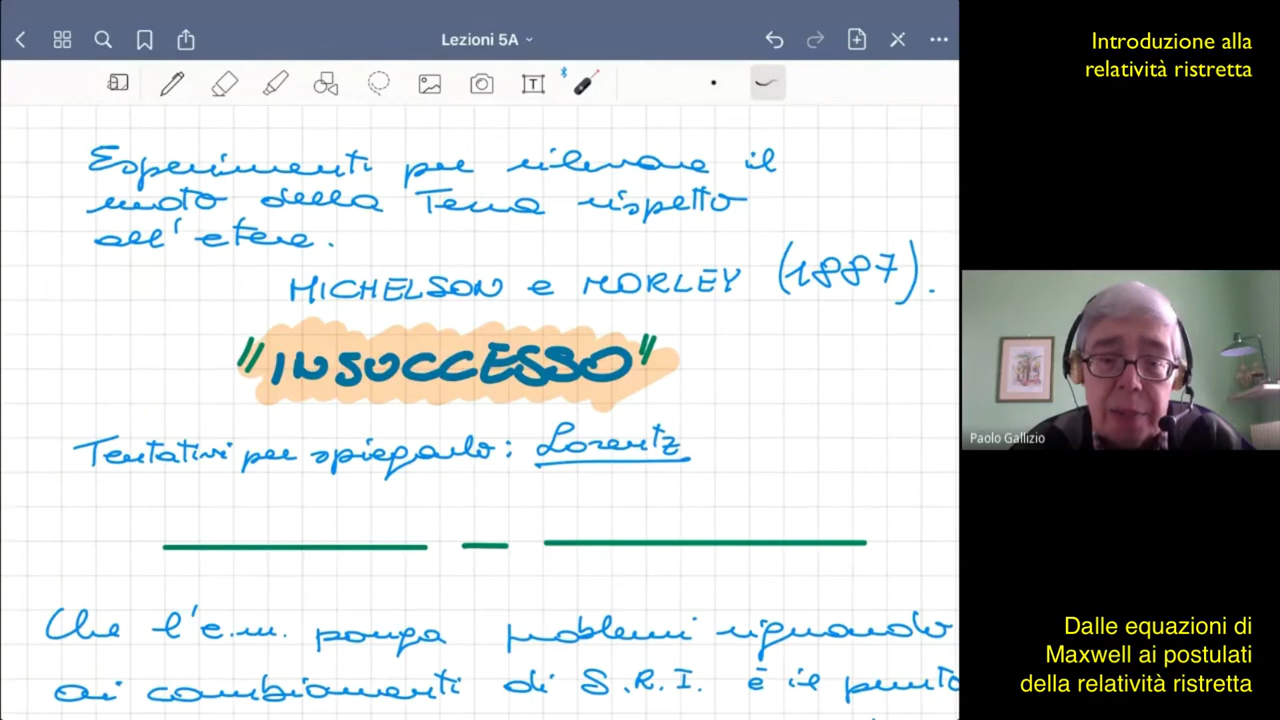 Lezioni 5A
Introduzione alla
relatività ristretta
Esperimenti per rilevare il
moto della Terra rispetto
all'etere.
MICHELSON e MORLEY (1887).
"INSUCCESSO"
Tentativi per spiegarlo: Lorentz
Paolo Gallizio
Che l'e.m. ponga problemi riguardo
ai cambiamenti di S.R.I. è il punto
Dalle equazioni di
Maxwell ai postulati
della relatività ristretta